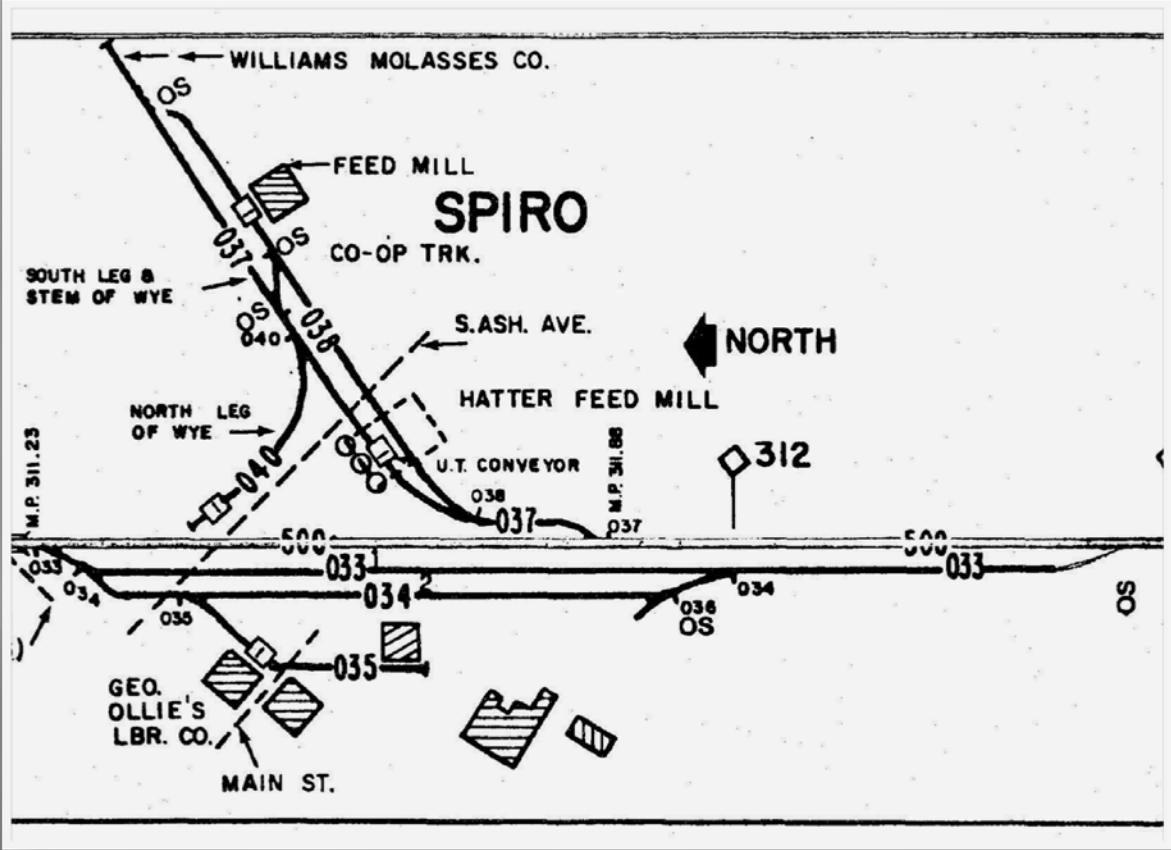 WILLIAMS MOLASSES CO.
OS
FEED MILL
SPIRO
037
OS
CO-OP TRK.
SOUTH LEG &
STEM OF WYE
OS
038
040
S. ASH. AVE.
NORTH
NORTH LEG
OF WYE
HATTER FEED MILL
M.P. 311.23
040
U.T. CONVEYOR
M.P. 311.88
312
038
037
037
500
500
033
033
033
034
034
2
034
035
036
OS
OS
035
GEO.
OLLIE'S
LBR. CO.
MAIN ST.